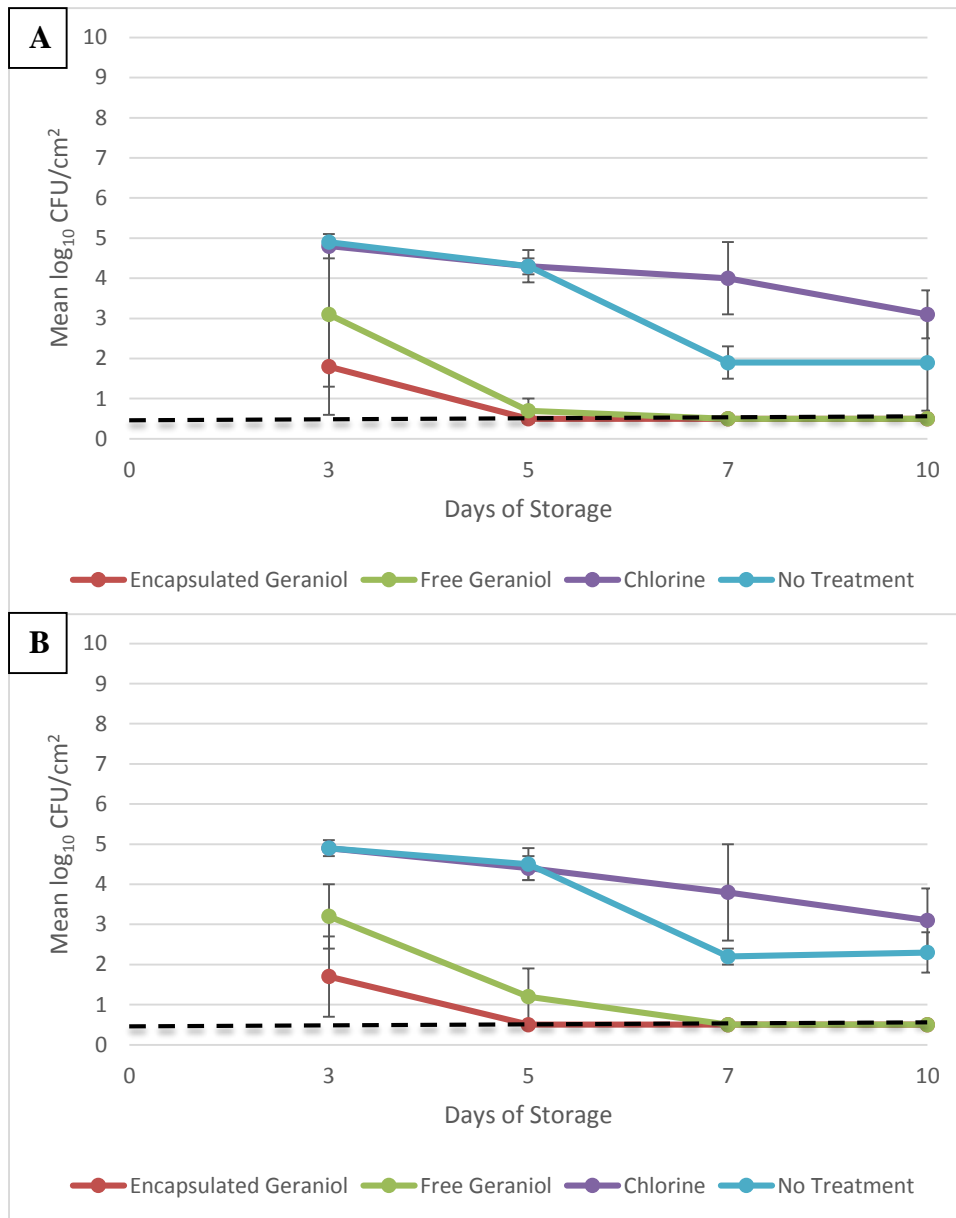 A
10
9
8
7
6
5
4
3
2
1
0
Mean log₁₀ CFU/cm²
0 3 5 7 10
Days of Storage
Encapsulated Geraniol Free Geraniol Chlorine No Treatment
B
10
9
8
7
6
5
4
3
2
1
0
Mean log₁₀ CFU/cm²
0 3 5 7 10
Days of Storage
Encapsulated Geraniol Free Geraniol Chlorine No Treatment